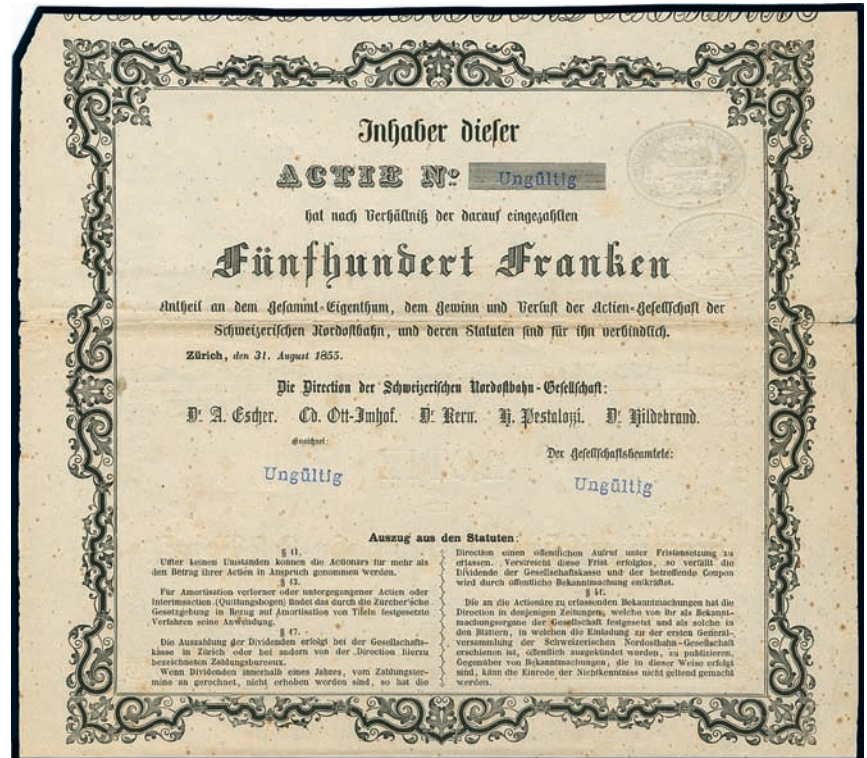 Inhaber dieser
ACTIE No Ungültig
hat nach Verhältniß der darauf eingezahlten
Fünfhundert Franken
Antheil an dem Gesammt-Eigenthum, dem Gewinn und Verlust der Actien-Gesellschaft der
Schweizerischen Nordostbahn, und deren Statuten sind für ihn verbindlich.
Zürich, den 31. August 1855.
Die Direction der Schweizerischen Nordostbahn-Gesellschaft:
Dr. A. Escher. Cd. Ott-Imhof. Dr. Kern. H. Pestalozzi. Dr. Hildebrand.
Gezeichnet:
Der Gesellschaftsbeamtete:
Ungültig
Ungültig
Auszug aus den Statuten:
§ 11.
Unter keinen Umständen können die Actionärs für mehr als
den Betrag ihrer Actien in Anspruch genommen werden.
§ 13.
Für Amortisation verlorner oder untergegangener Actien oder
Interimsactien (Quittungsbogen) findet das durch die Zürcher'sche
Gesetzgebung in Bezug auf Amortisation von Titeln festgesetzte
Verfahren seine Anwendung.
§ 47.
Die Auszahlung der Dividenden erfolgt bei der Gesellschafts-
kasse in Zürich oder bei andern von der Direction hierzu
bezeichneten Zahlungsbureaux.
Wenn Dividenden innerhalb eines Jahres, vom Zahlungster-
mine an gerechnet, nicht erhoben worden sind, so hat die
Direction einen öffentlichen Aufruf unter Fristansetzung zu
erlassen. Verstreicht diese Frist erfolglos, so verfällt die
Dividende der Gesellschaftskasse und der betreffende Coupon
wird durch öffentliche Bekanntmachung entkräftet.
Die an die Actionäre zu erlassenden Bekanntmachungen hat die
Direction in denjenigen Zeitungen, welche von ihr als Bekannt-
machungsorgane der Gesellschaft festgesetzt und als solche in
den Blättern, in welchen die Einladung zu der ersten General-
versammlung der Schweizerischen Nordostbahn-Gesellschaft
erschienen ist, öffentlich ausgekündet worden, zu publiziren.
Gegenüber von Bekanntmachungen, die in dieser Weise erfolgt
sind, kann die Einrede der Nichtkenntniss nicht geltend gemacht
werden.